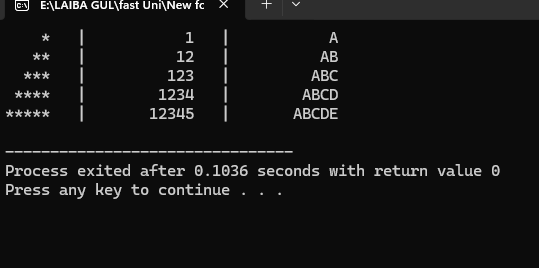 E:\LAIBA GUL\fast Uni\New fc
* | 1 | A
** | 12 | AB
*** | 123 | ABC
**** | 1234 | ABCD
***** | 12345 | ABCDE
--------------------------------
Process exited after 0.1036 seconds with return value 0
Press any key to continue . . .